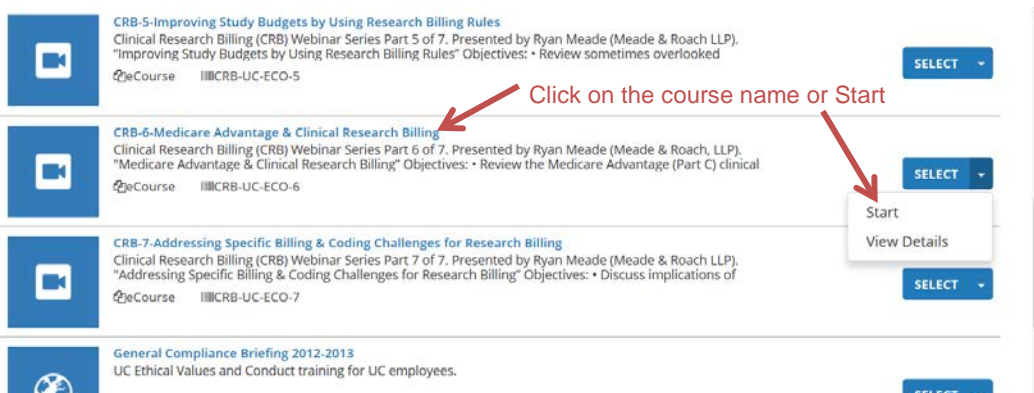 CRB-5-Improving Study Budgets by Using Research Billing Rules
Clinical Research Billing (CRB) Webinar Series Part 5 of 7. Presented by Ryan Meade (Meade & Roach LLP).
"Improving Study Budgets by Using Research Billing Rules" Objectives: • Review sometimes overlooked
eCourse CRB-UC-ECO-5
SELECT
Click on the course name or Start
CRB-6-Medicare Advantage & Clinical Research Billing
Clinical Research Billing (CRB) Webinar Series Part 6 of 7. Presented by Ryan Meade (Meade & Roach, LLP).
"Medicare Advantage & Clinical Research Billing" Objectives: • Review the Medicare Advantage (Part C) clinical
eCourse CRB-UC-ECO-6
SELECT
Start
View Details
CRB-7-Addressing Specific Billing & Coding Challenges for Research Billing
Clinical Research Billing (CRB) Webinar Series Part 7 of 7. Presented by Ryan Meade (Meade & Roach LLP).
"Addressing Specific Billing & Coding Challenges for Research Billing" Objectives: • Discuss implications of
eCourse CRB-UC-ECO-7
SELECT
General Compliance Briefing 2012-2013
UC Ethical Values and Conduct training for UC employees.
SELECT